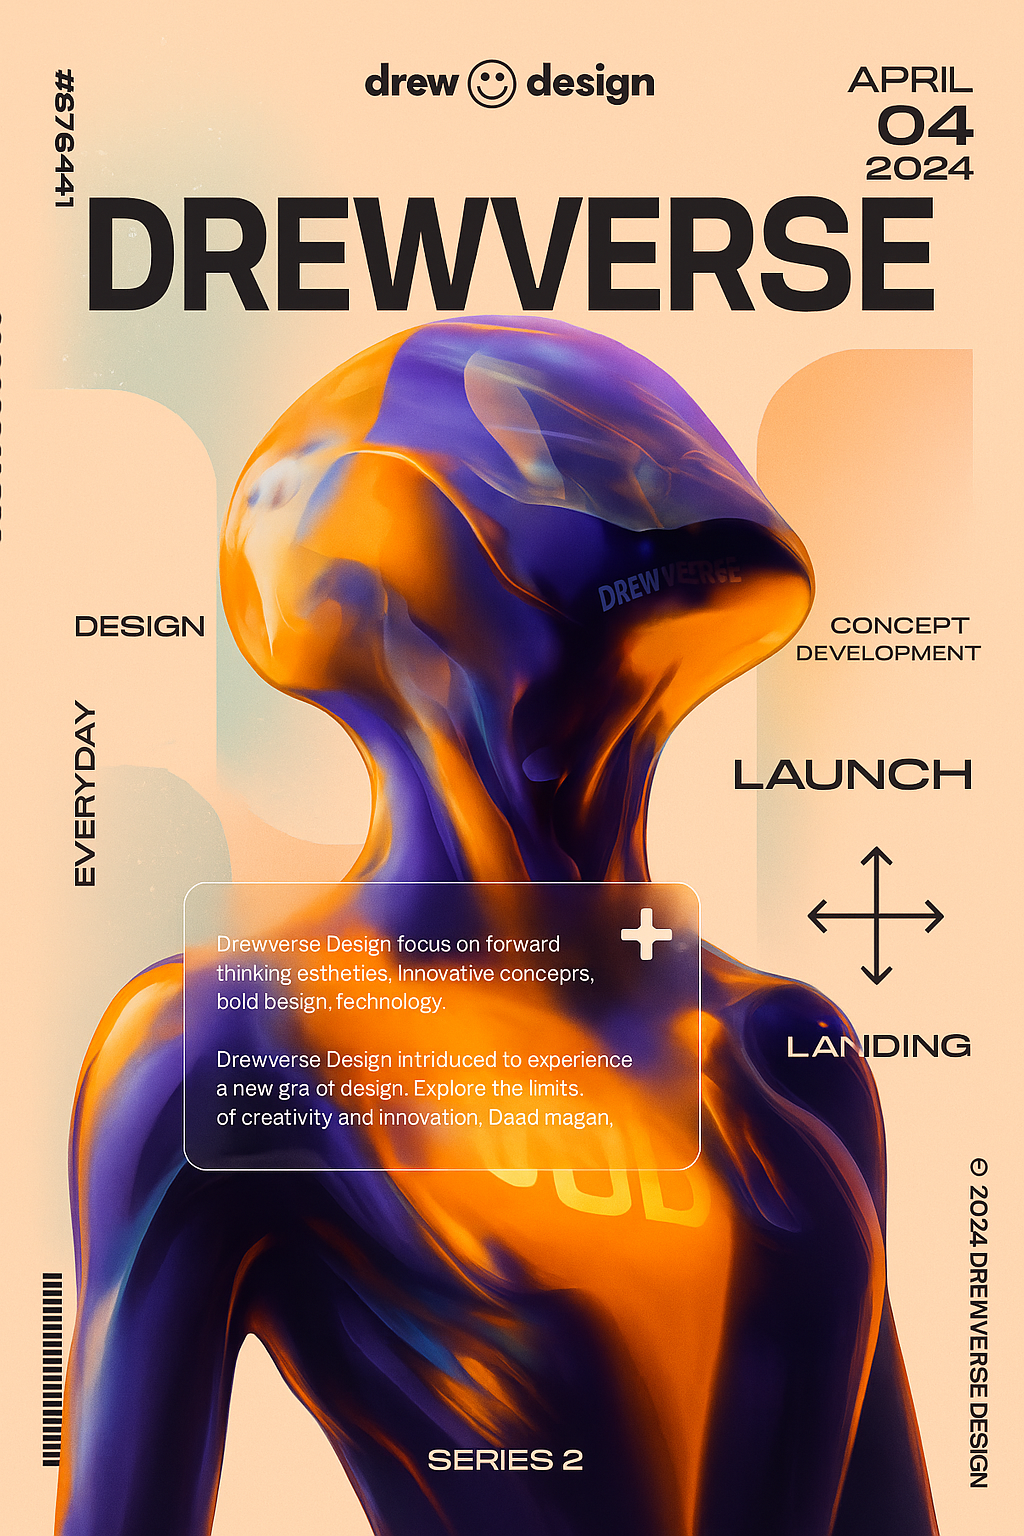 drew design
#876441
APRIL
04
2024
DREWVERSE
DREWVERSE
DESIGN
CONCEPT
DEVELOPMENT
EVERYDAY
LAUNCH
Drewverse Design focus on forward
thinking estheties, Innovative conceprs,
bold besign, fechnology.
Drewverse Design intriduced to experience
a new gra of design. Explore the limits.
of creativity and innovation, Daad magan,
LANDING
© 2024 DREWVERSE DESIGN
SERIES 2